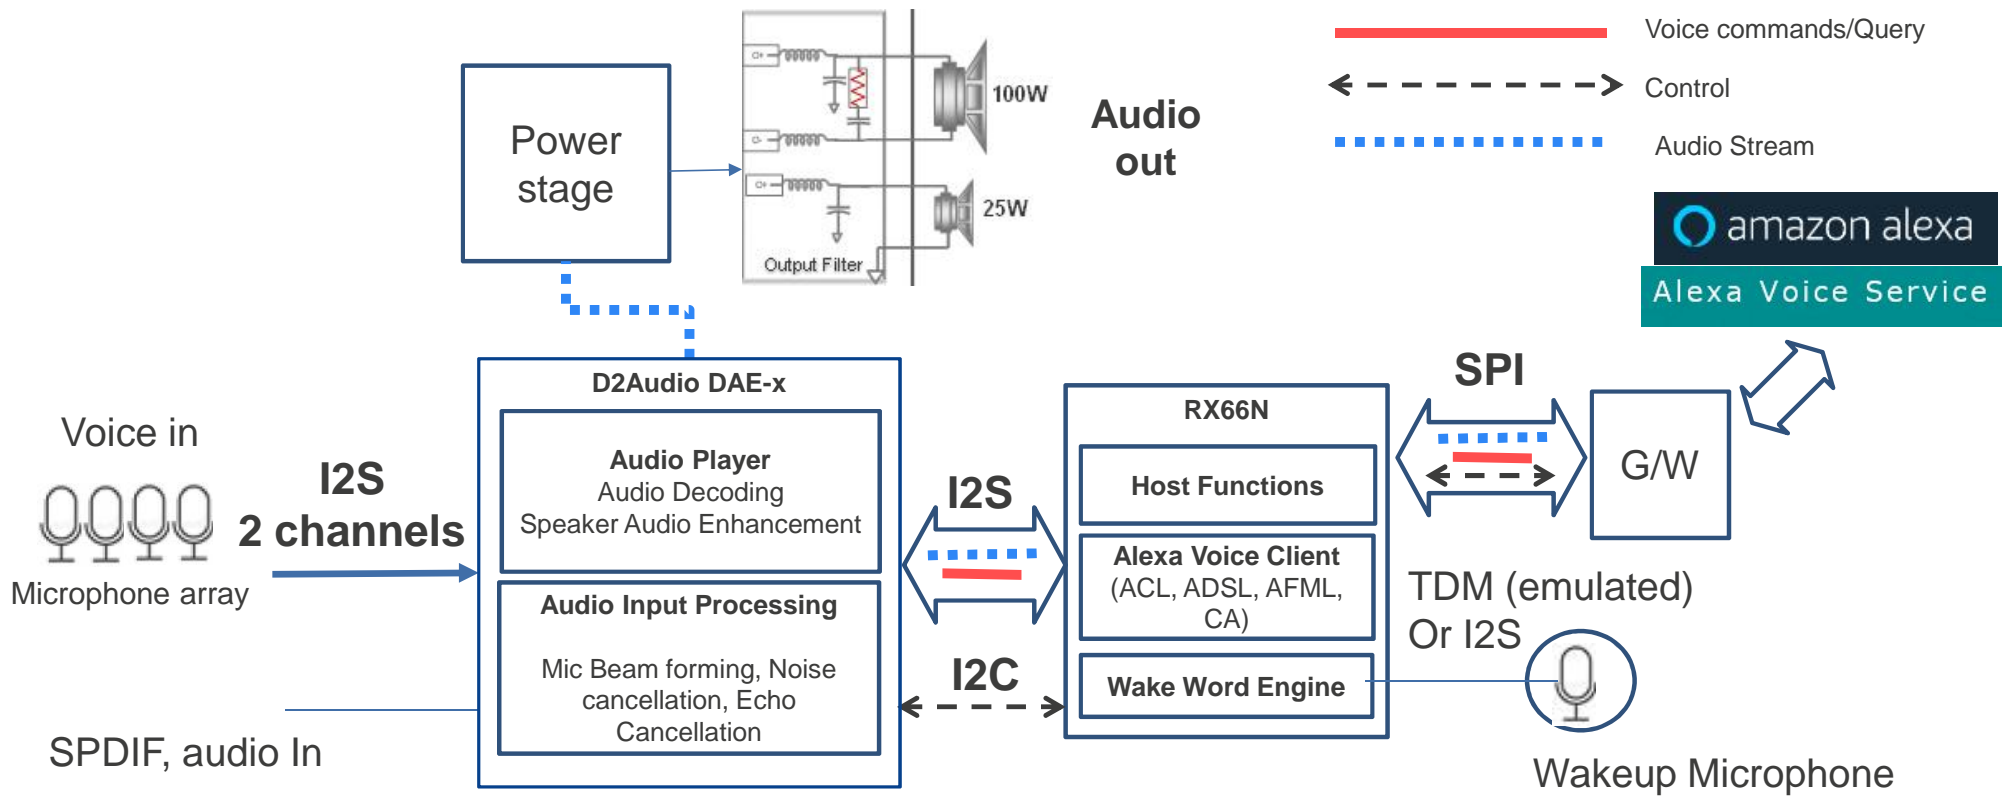 Voice commands/Query
Control
Audio Stream
Power
stage
O+
O-
O+
100W
25W
Output Filter
Audio
out
amazon alexa
Alexa Voice Service
Voice in
Microphone array
I2S
2 channels
SPDIF, audio In
D2Audio DAE-x
Audio Player
Audio Decoding
Speaker Audio Enhancement
Audio Input Processing
Mic Beam forming, Noise
cancellation, Echo
Cancellation
I2S
I2C
RX66N
Host Functions
Alexa Voice Client
(ACL, ADSL, AFML,
CA)
Wake Word Engine
SPI
G/W
TDM (emulated)
Or I2S
Wakeup Microphone